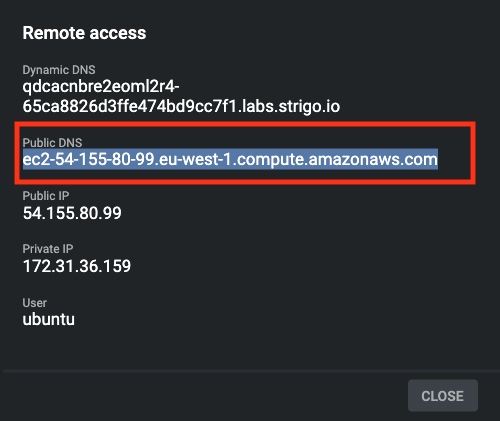 Remote access
Dynamic DNS
qdcacnbre2eoml2r4-
65ca8826d3ffe474bd9cc7f1.labs.strigo.io
Public DNS
ec2-54-155-80-99.eu-west-1.compute.amazonaws.com
Public IP
54.155.80.99
Private IP
172.31.36.159
User
ubuntu
CLOSE